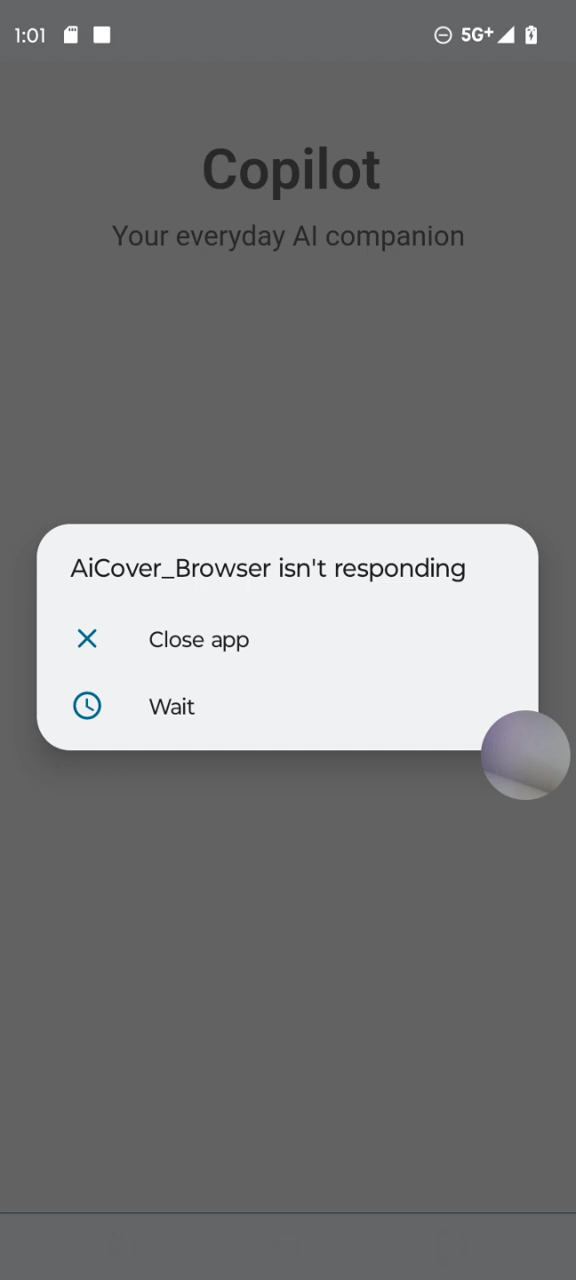 1:01 5G+
Copilot
Your everyday AI companion
AiCover_Browser isn't responding
Close app
Wait